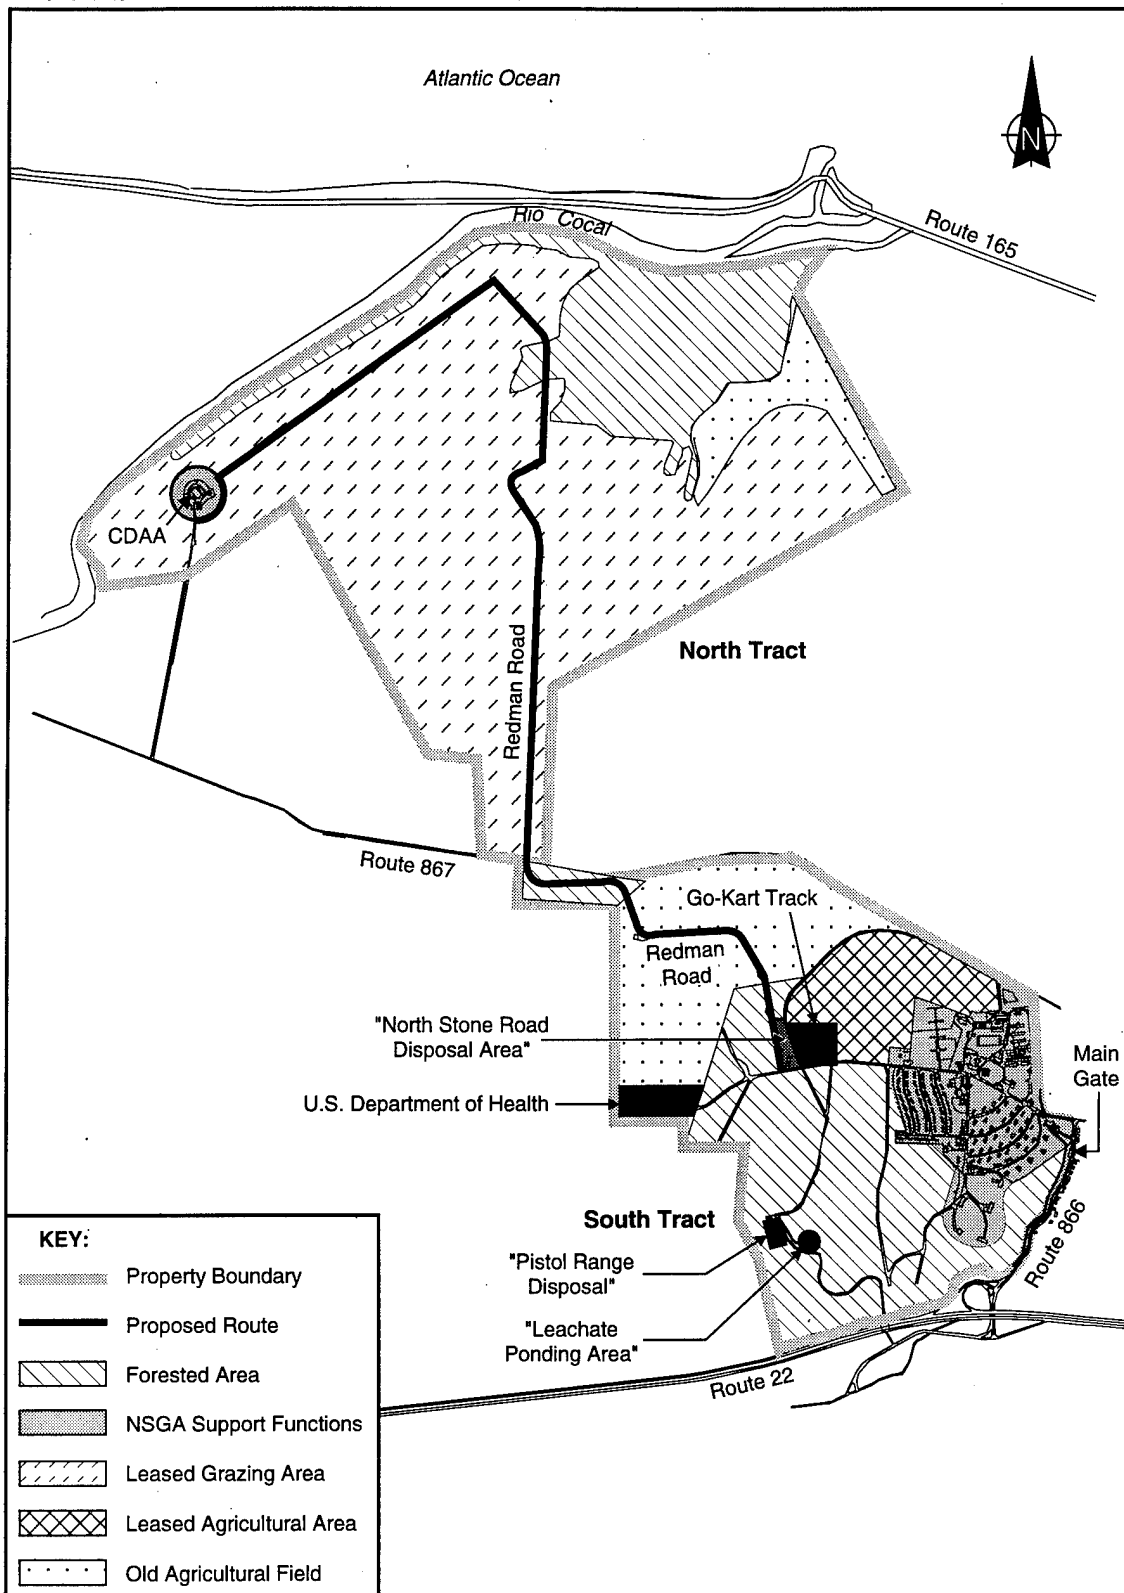 Atlantic Ocean
N
Rio Cocal
Route 165
CDAA
North Tract
Redman Road
Route 867
Go-Kart Track
Redman
Road
"North Stone Road
Disposal Area"
Main
Gate
U.S. Department of Health
South Tract
"Pistol Range
Disposal"
Route 866
"Leachate
Ponding Area"
Route 22
KEY:
Property Boundary
Proposed Route
Forested Area
NSGA Support Functions
Leased Grazing Area
Leased Agricultural Area
Old Agricultural Field